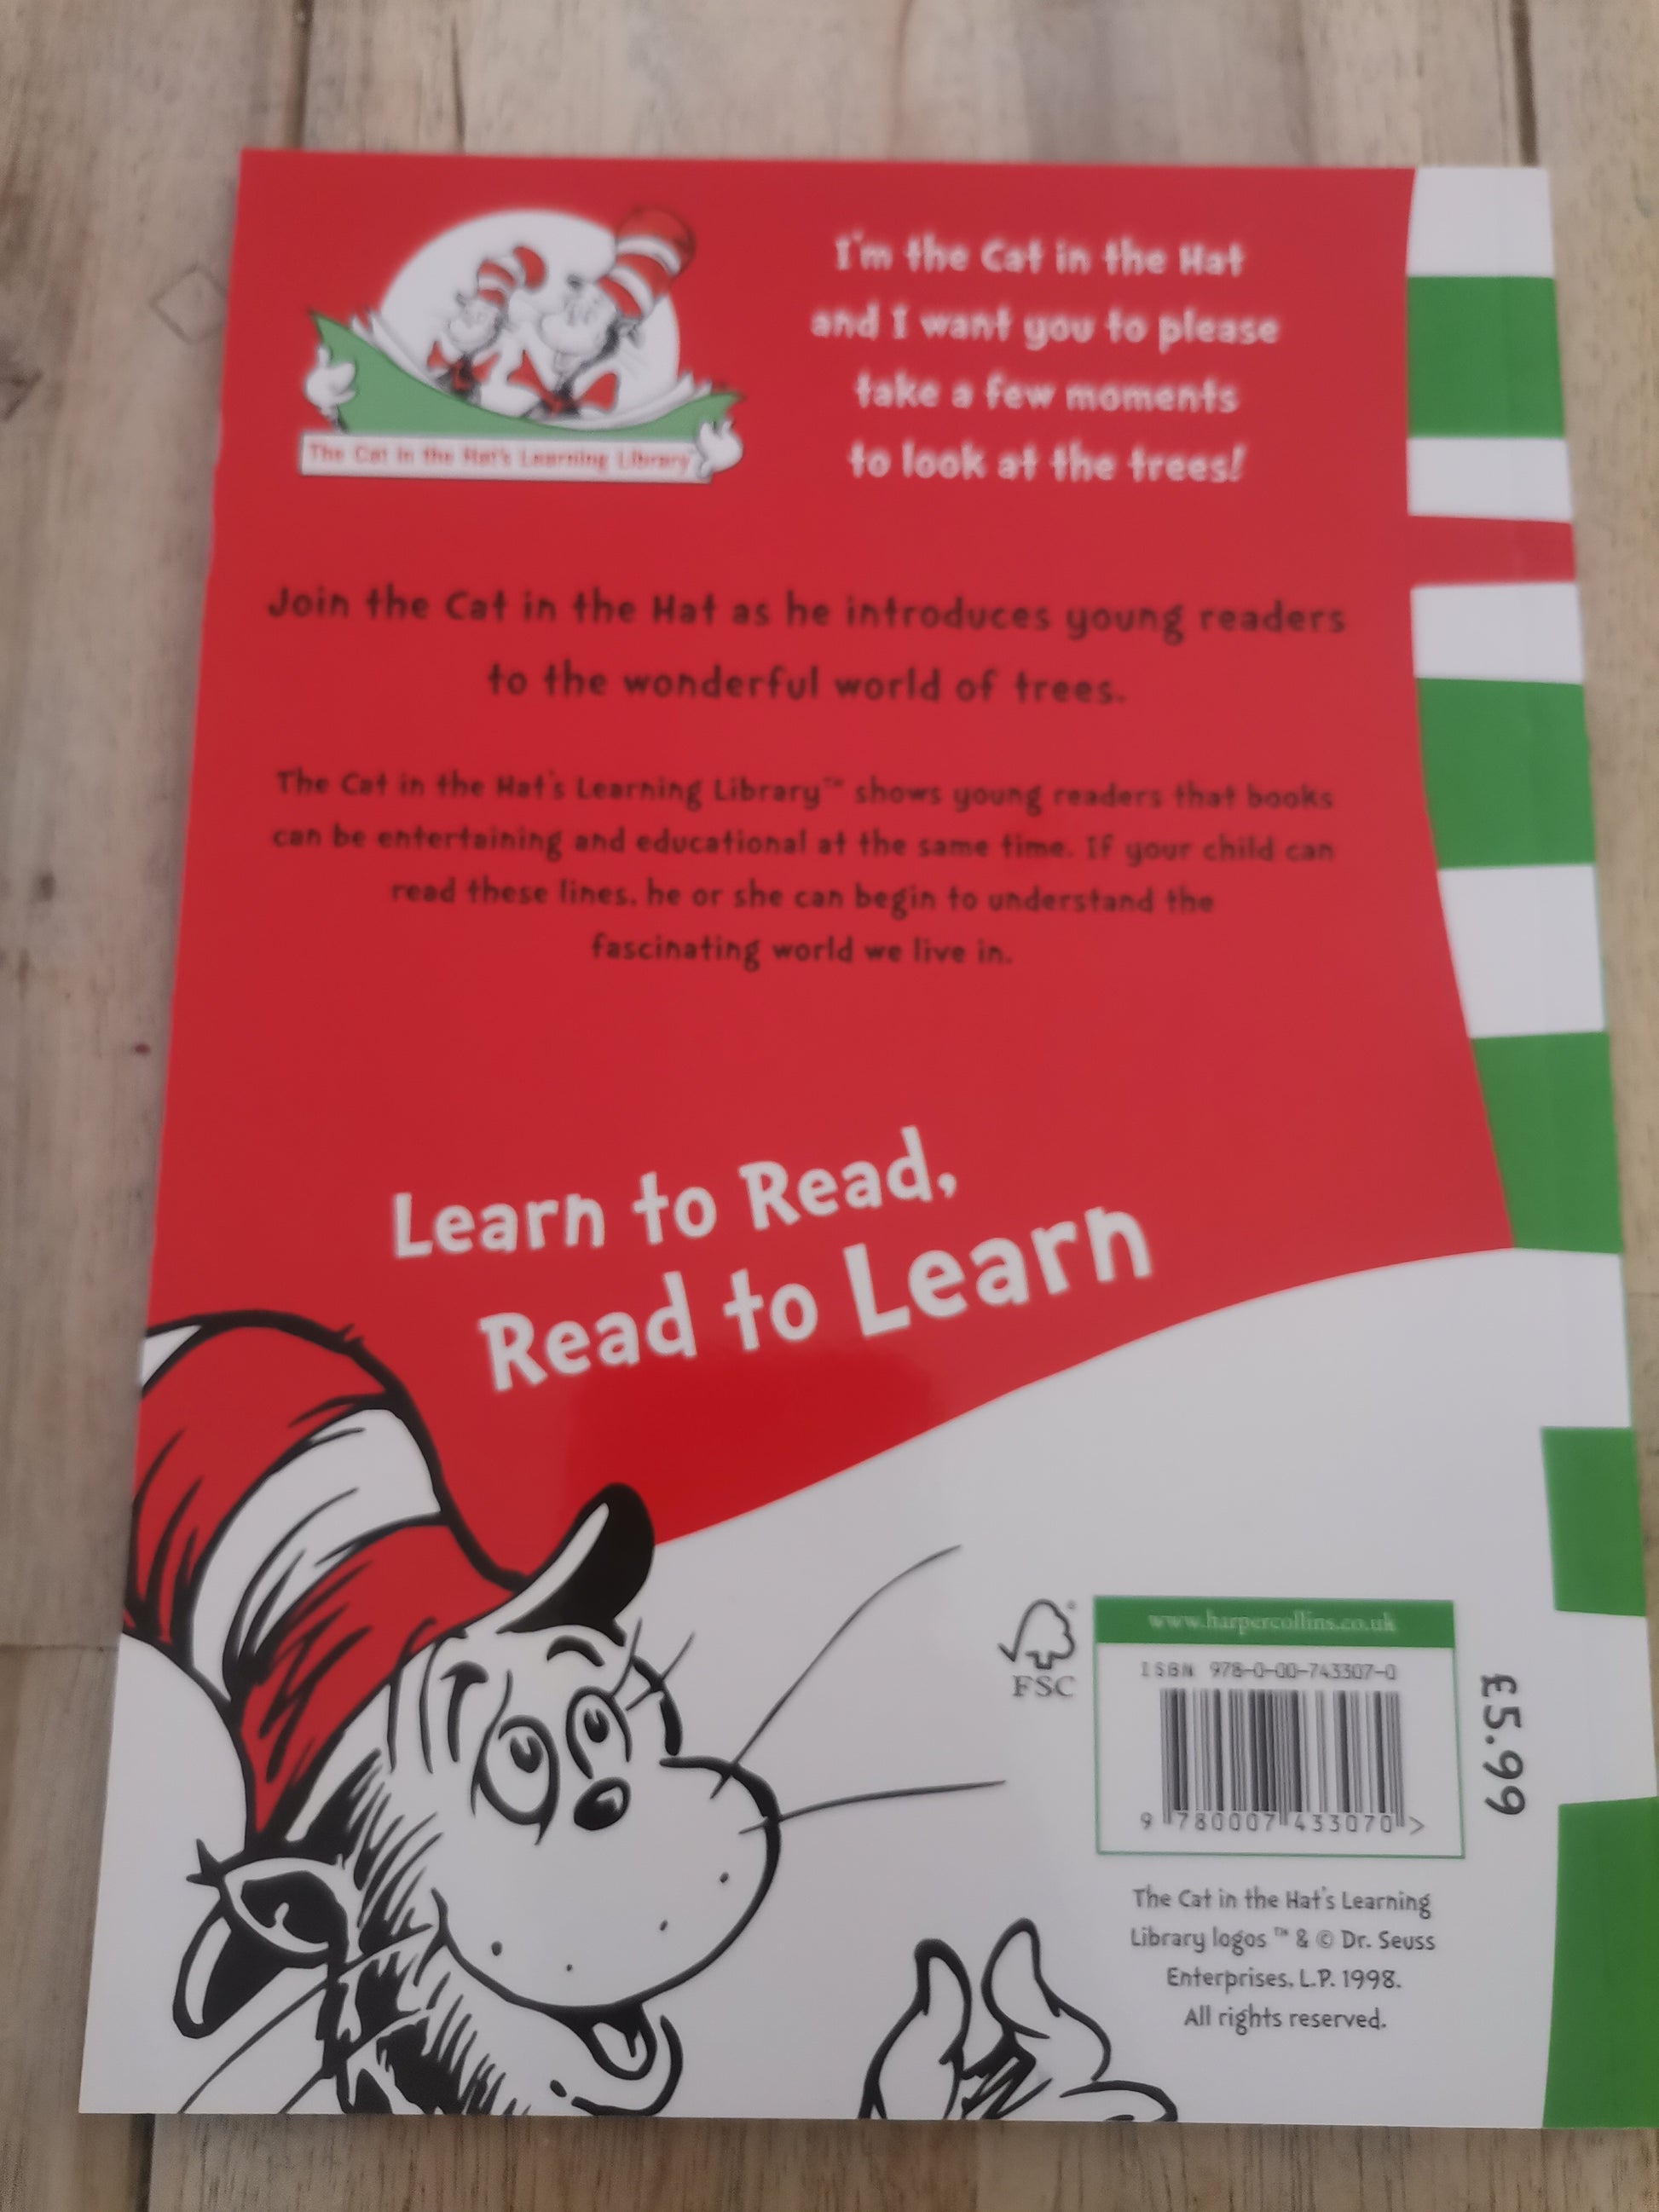 The Cat in the Hat's Learning Library
I'm the Cat in the Hat
and I want you to please
take a few moments
to look at the trees!
Join the Cat in the Hat as he introduces young readers
to the wonderful world of trees.
The Cat in the Hat's Learning Library™ shows young readers that books
can be entertaining and educational at the same time. If your child can
read these lines, he or she can begin to understand the
fascinating world we live in.
Learn to Read,
Read to Learn
FSC®
www.harpercollins.co.uk
ISBN 978-0-00-743307-0
9 780007 433070 >
£5.99
The Cat in the Hat's Learning
Library logos ™ & © Dr. Seuss
Enterprises, L.P. 1998.
All rights reserved.